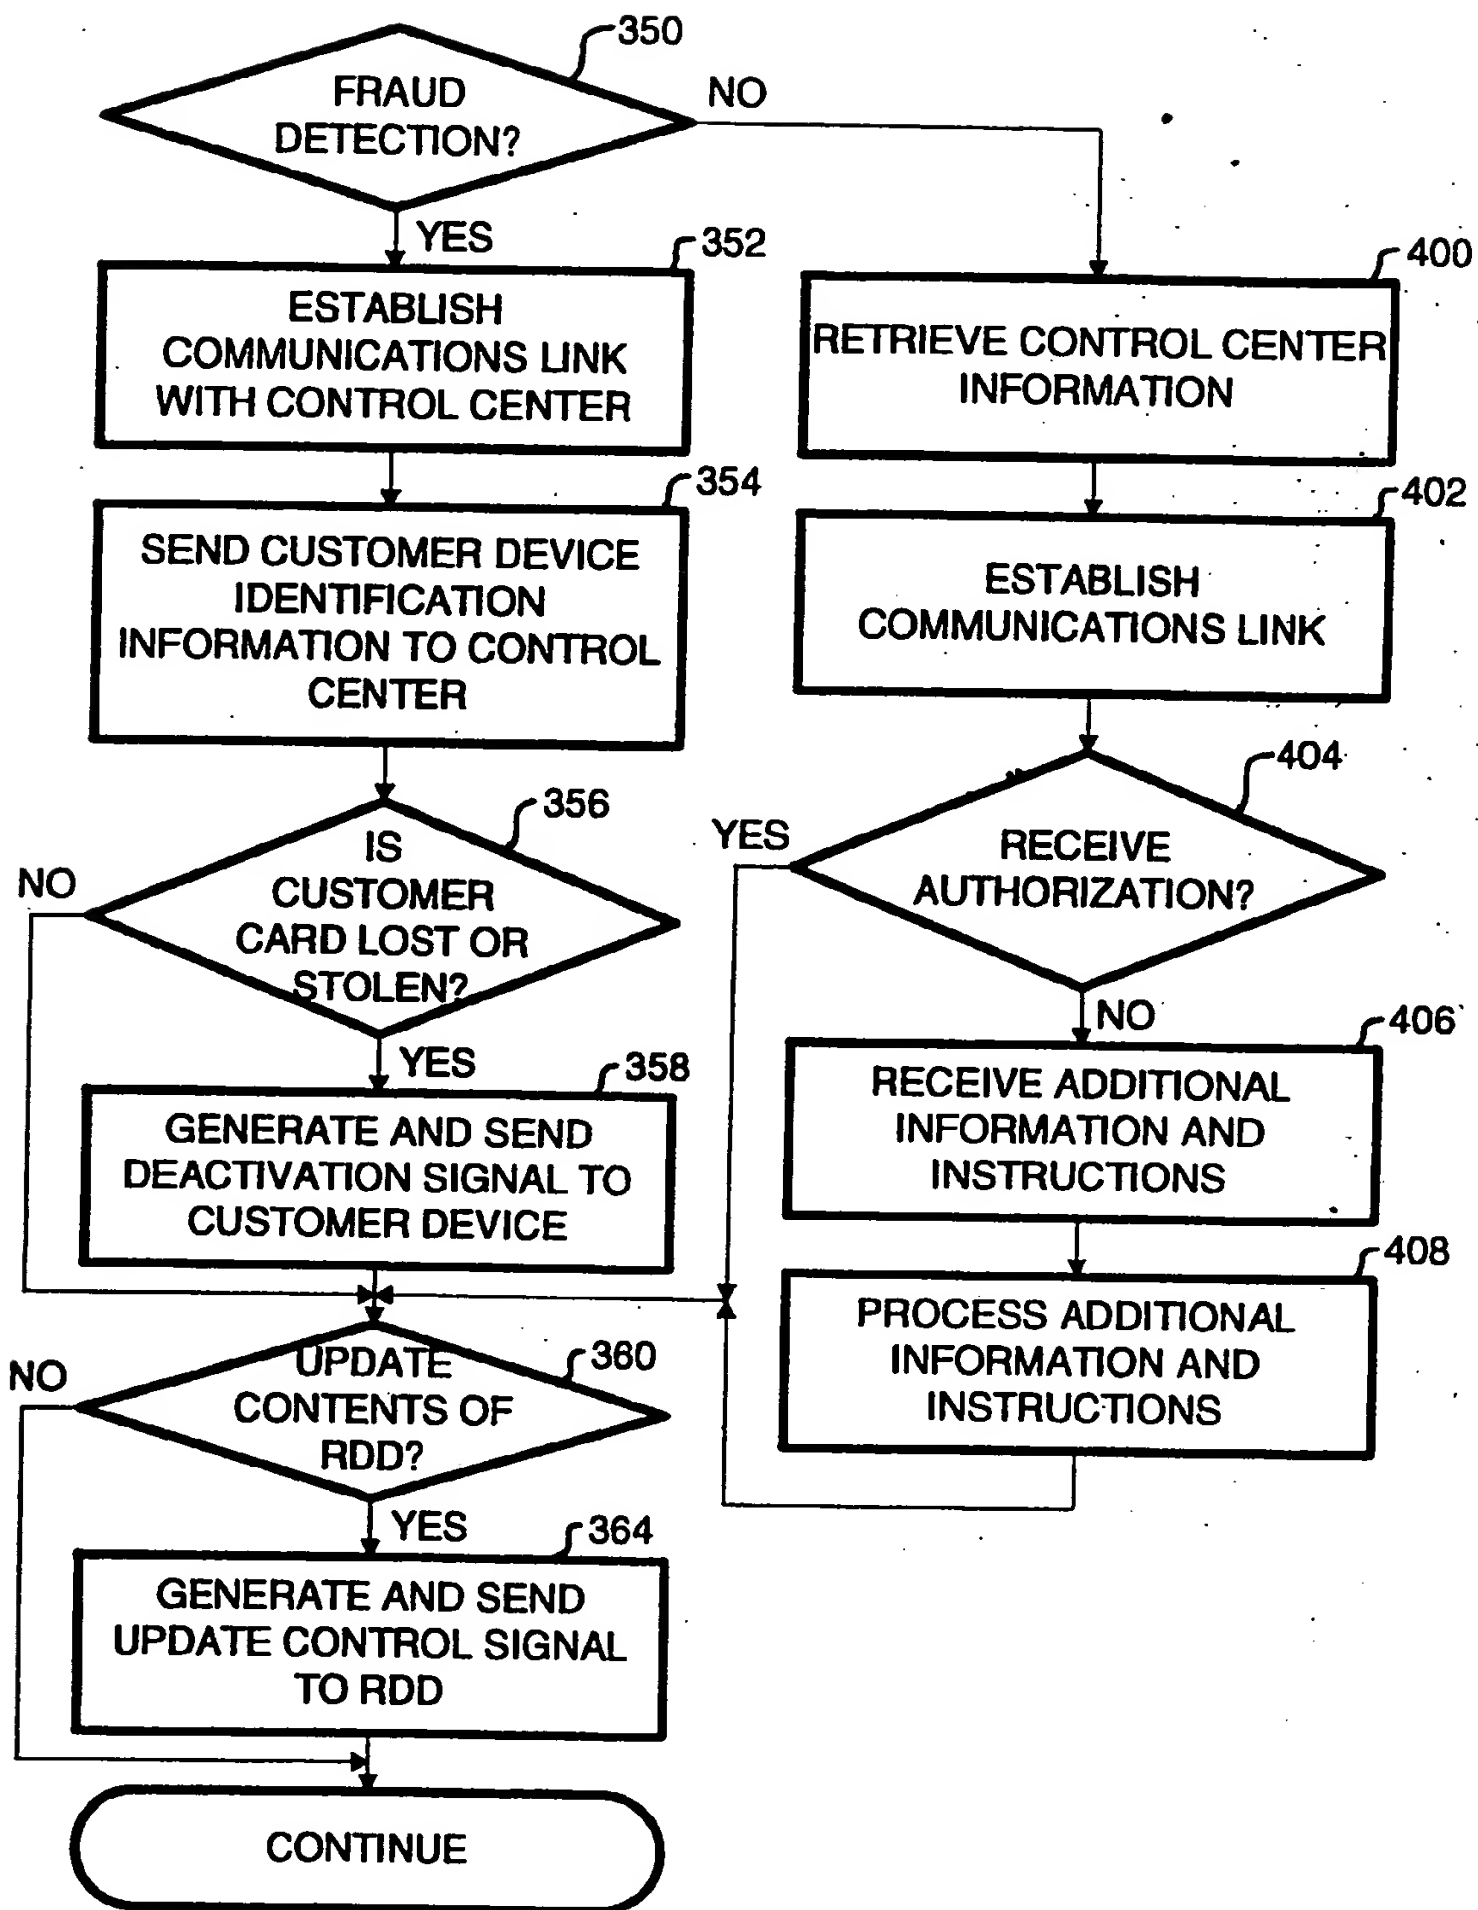 350
FRAUD
DETECTION?
NO
YES
352
ESTABLISH
COMMUNICATIONS LINK
WITH CONTROL CENTER
354
SEND CUSTOMER DEVICE
IDENTIFICATION
INFORMATION TO CONTROL
CENTER
356
IS
CUSTOMER
CARD LOST OR
STOLEN?
NO
YES
358
GENERATE AND SEND
DEACTIVATION SIGNAL TO
CUSTOMER DEVICE
360
UPDATE
CONTENTS OF
RDD?
NO
YES
364
GENERATE AND SEND
UPDATE CONTROL SIGNAL
TO RDD
CONTINUE
400
RETRIEVE CONTROL CENTER
INFORMATION
402
ESTABLISH
COMMUNICATIONS LINK
404
RECEIVE
AUTHORIZATION?
YES
NO
406
RECEIVE ADDITIONAL
INFORMATION AND
INSTRUCTIONS
408
PROCESS ADDITIONAL
INFORMATION AND
INSTRUCTIONS